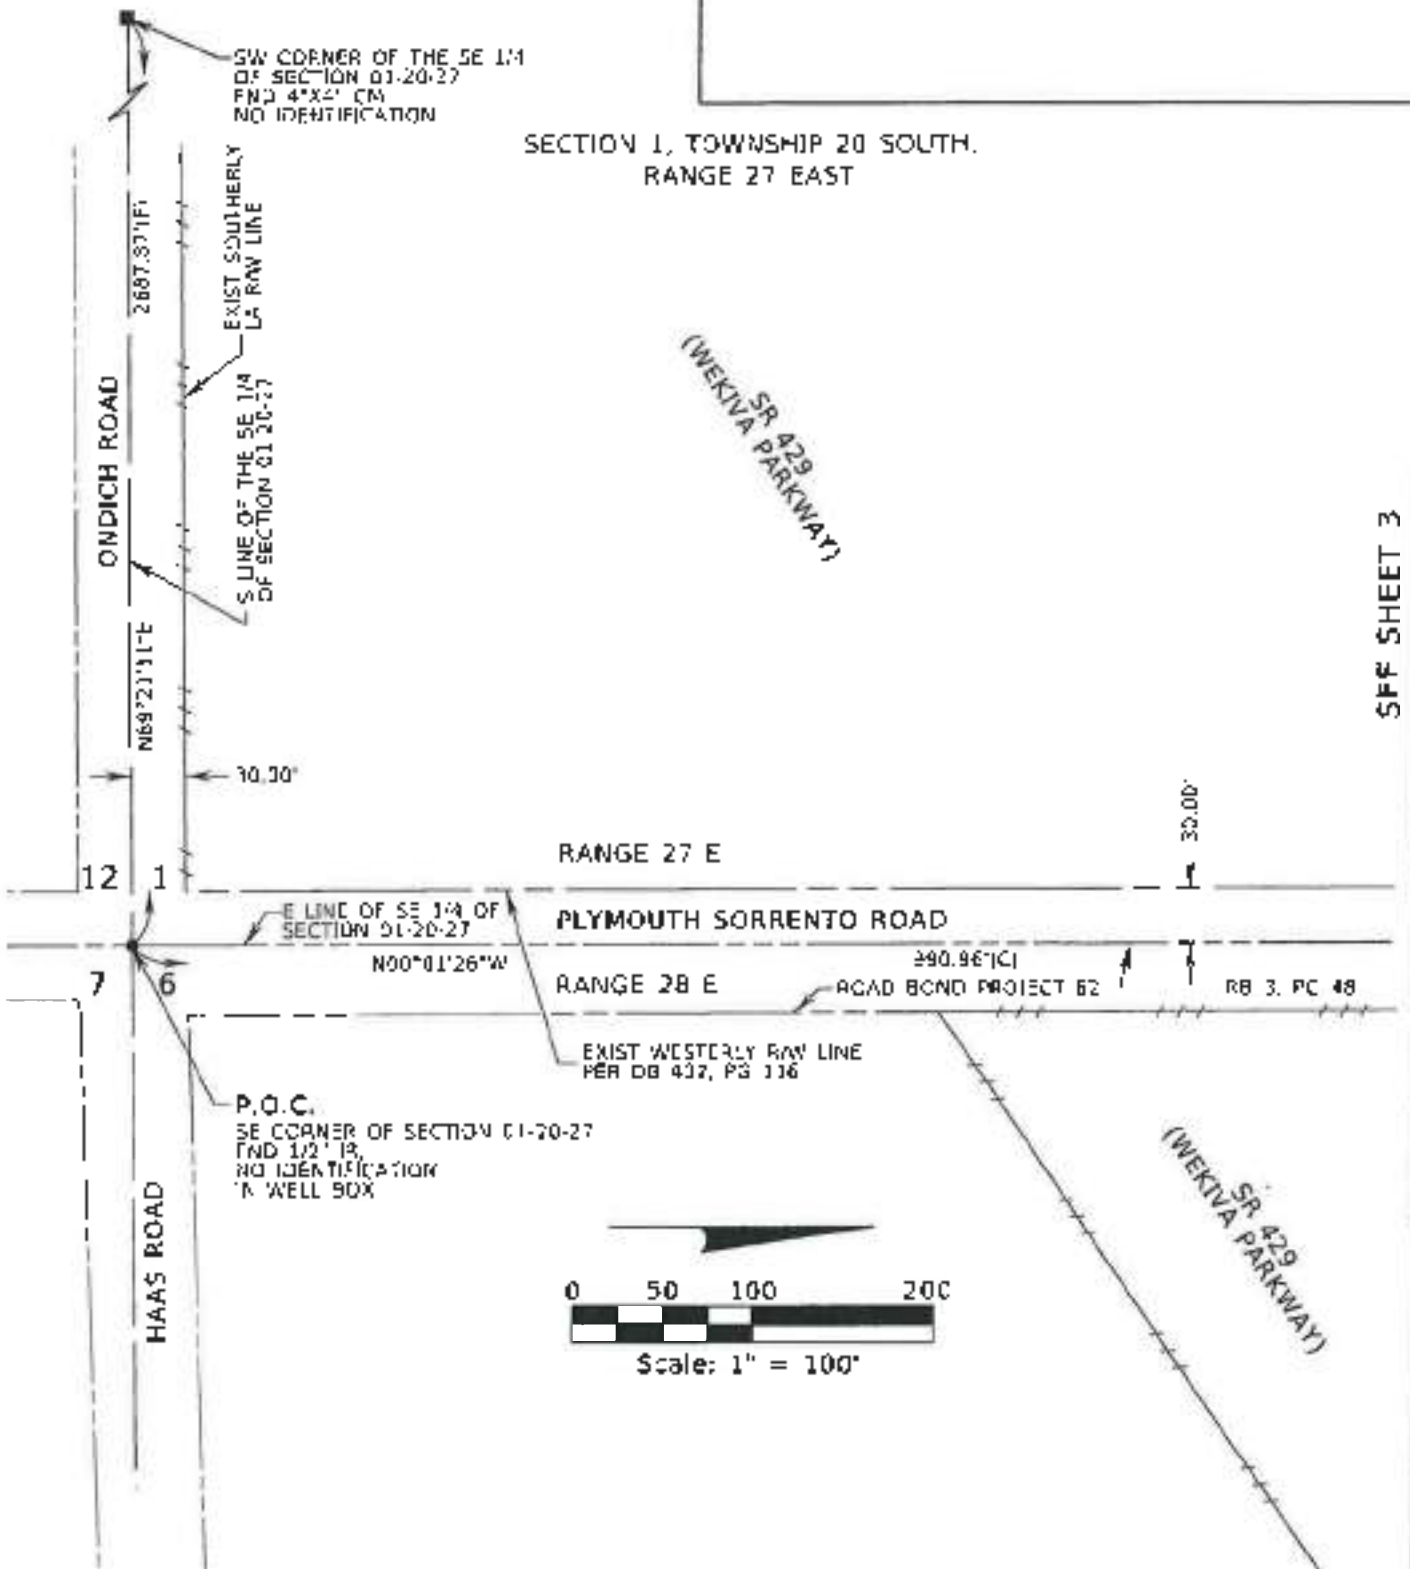 SW CORNER OF THE SE 1/4
OF SECTION 01-20-27
FND 4"X4" CM
NO IDENTIFICATION
SECTION 1, TOWNSHIP 20 SOUTH,
RANGE 27 EAST
EXIST SOUTHERLY
LA R/W LINE
2687.87'(F)
ONDICH ROAD
S LINE OF THE SE 1/4
OF SECTION 01-20-27
SR 429
(WEKIVA PARKWAY)
SEE SHEET 3
30.00'
30.00'
12
1
RANGE 27 E
E LINE OF SE 1/4 OF
SECTION 01-20-27
PLYMOUTH SORRENTO ROAD
N00°01'26"W
7
6
RANGE 28 E
ROAD BOND PROJECT 62
RB 3, PG 48
EXIST WESTERLY R/W LINE
PER DB 402, PG 116
P.O.C.
SE CORNER OF SECTION 01-20-27
FND 1/2" IR,
NO IDENTIFICATION
IN WELL BOX
HAAS ROAD
SR 429
(WEKIVA PARKWAY)
0 50 100 200
Scale: 1" = 100'